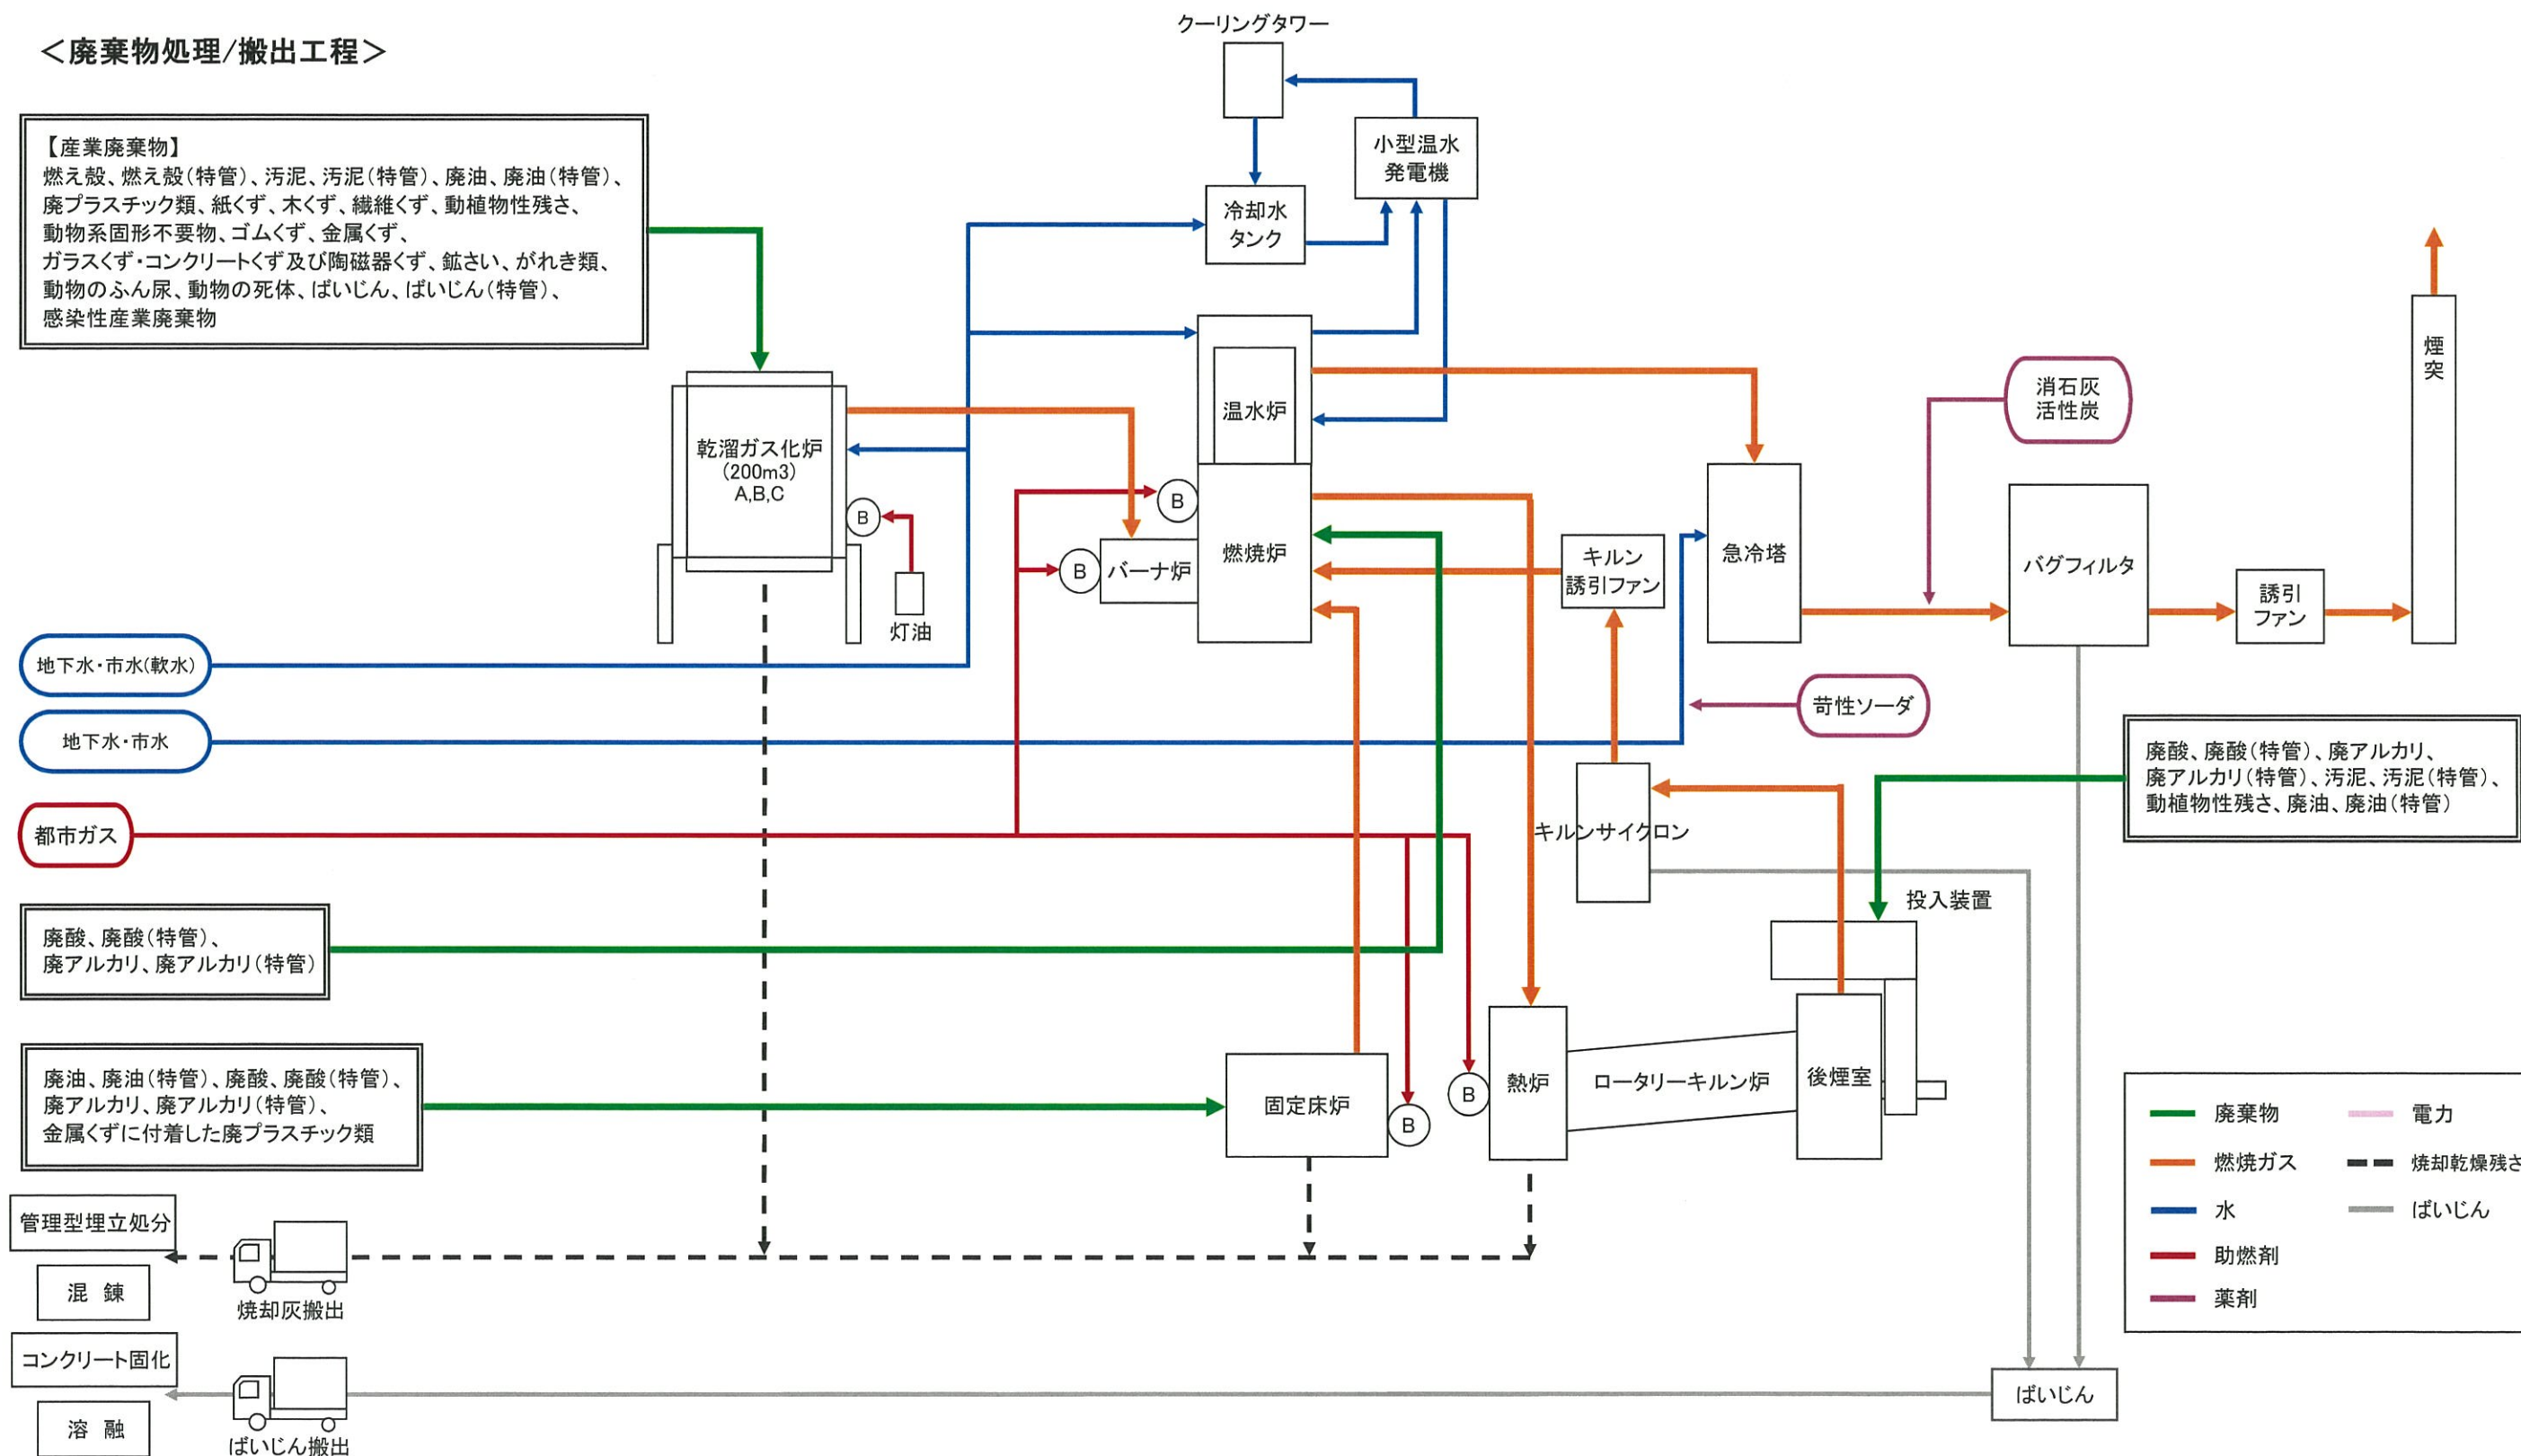 ＜廃棄物処理/搬出工程＞
クーリングタワー
【産業廃棄物】
燃え殻、燃え殻（特管）、汚泥、汚泥（特管）、廃油、廃油（特管）、
廃プラスチック類、紙くず、木くず、繊維くず、動植物性残さ、
動物系固形不要物、ゴムくず、金属くず、
ガラスくず・コンクリートくず及び陶磁器くず、鉱さい、がれき類、
動物のふん尿、動物の死体、ばいじん、ばいじん（特管）、
感染性産業廃棄物
小型温水
発電機
冷却水
タンク
煙突
温水炉
消石灰
活性炭
乾溜ガス化炉
(200m3)
A,B,C
B
灯油
B
B
バーナ炉
燃焼炉
キルン
誘引ファン
急冷塔
バグフィルタ
誘引
ファン
地下水・市水(軟水)
地下水・市水
苛性ソーダ
廃酸、廃酸（特管）、廃アルカリ、
廃アルカリ（特管）、汚泥、汚泥（特管）、
動植物性残さ、廃油、廃油（特管）
都市ガス
キルンサイクロン
投入装置
廃酸、廃酸（特管）、
廃アルカリ、廃アルカリ（特管）
廃油、廃油（特管）、廃酸、廃酸（特管）、
廃アルカリ、廃アルカリ（特管）、
金属くずに付着した廃プラスチック類
固定床炉
B
B
熱炉
ロータリーキルン炉
後煙室
廃棄物
電力
燃焼ガス
焼却乾燥残さ
水
ばいじん
助燃剤
薬剤
管理型埋立処分
混 錬
焼却灰搬出
コンクリート固化
溶 融
ばいじん搬出
ばいじん